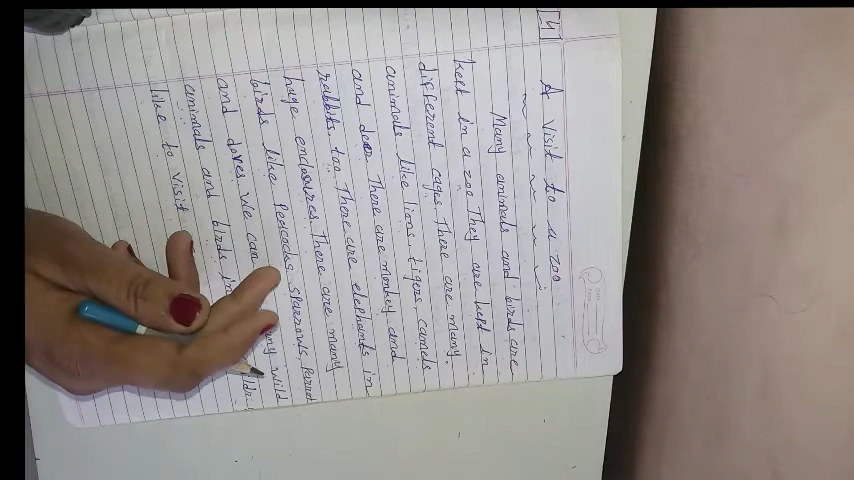 [4]
A visit to a zoo
Many animals and birds are
kept in a zoo They are kept in
different cages. There are many.
animals like lions, tigers, camels
and deer. There are monkey and
rabbits too. There are elephants in
huge enclosures. There are many
birds like Peacocks, sparrows, Parrot
and doves We can wild
animals and birds in
like to visit